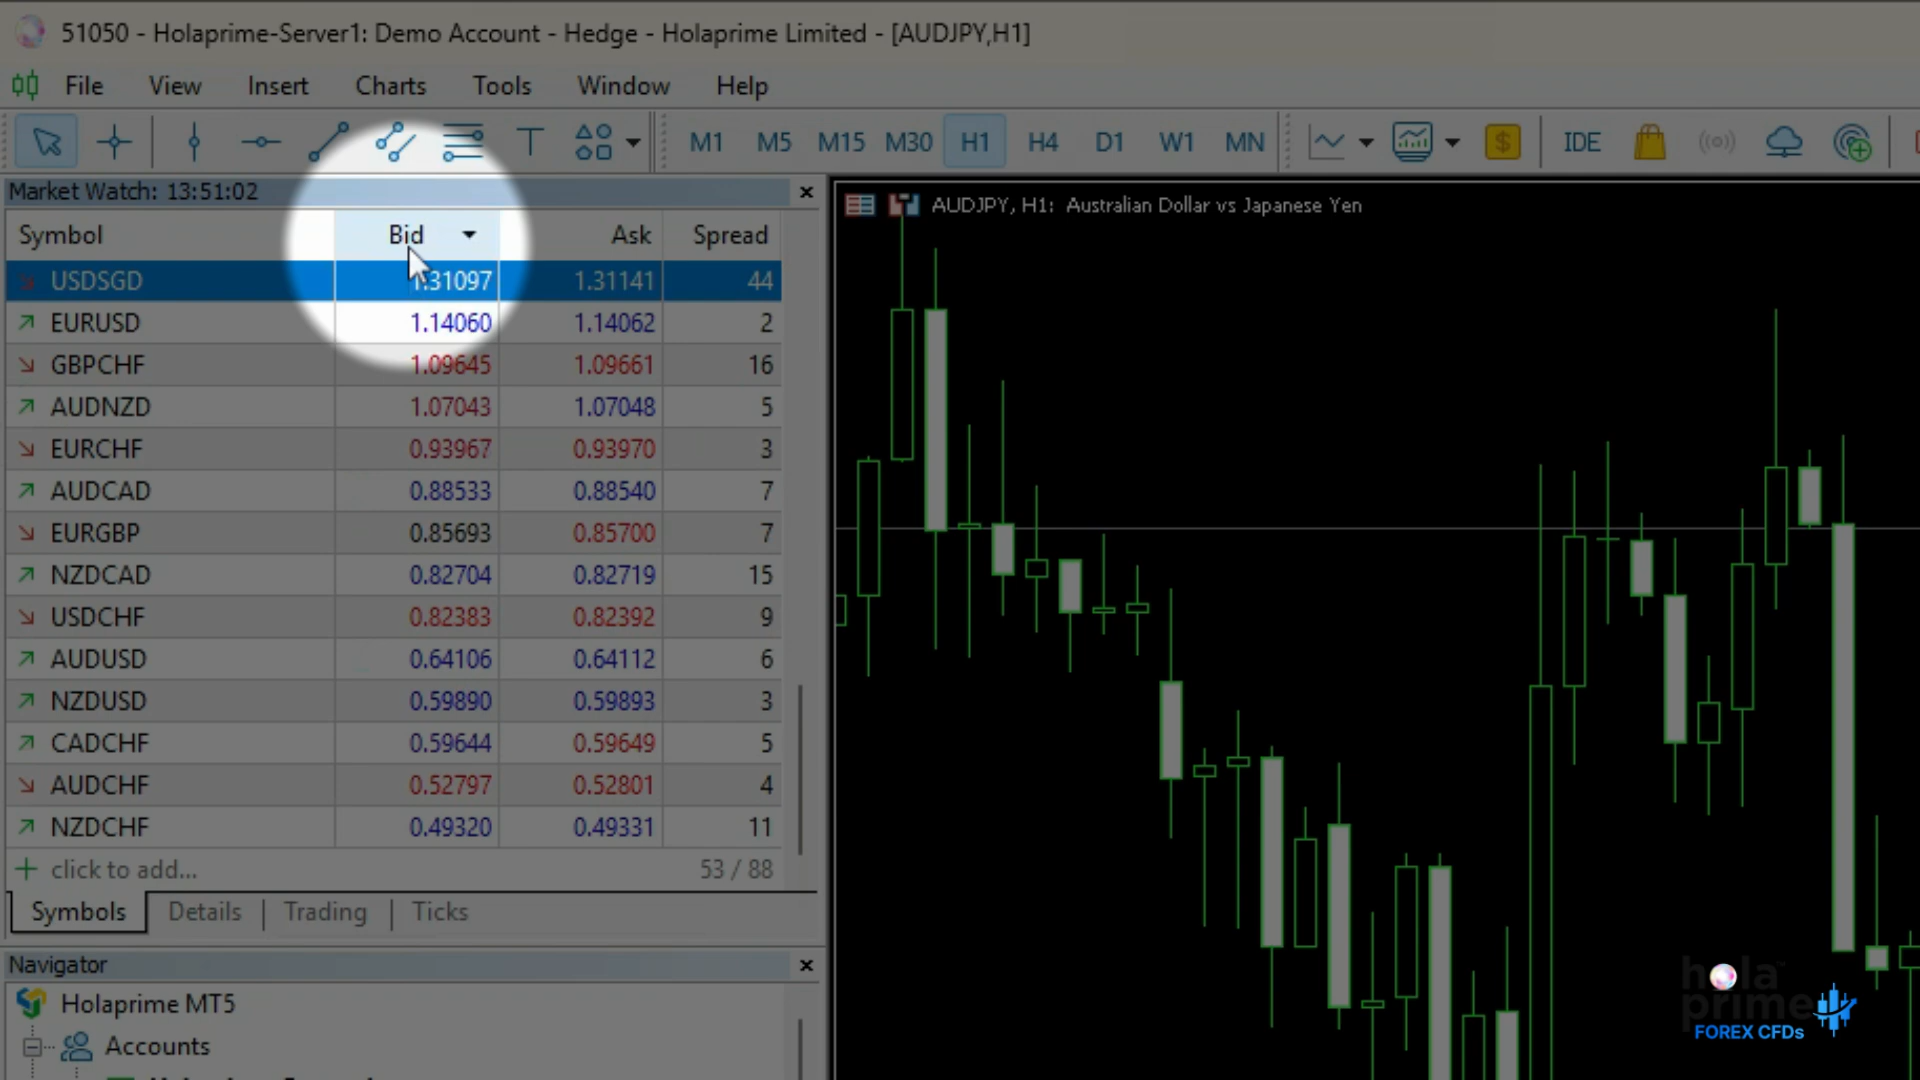 51050 - Holaprime-Server1: Demo Account - Hedge - Holaprime Limited - [AUDJPY,H1]
File View Insert Charts Tools Window Help
M1 M5 M15 M30 H1 H4 D1 W1 MN IDE
Market Watch: 13:51:02
Symbol Bid Ask Spread
USDSGD 1.31097 1.31141 44
EURUSD 1.14060 1.14062 2
GBPCHF 1.09645 1.09661 16
AUDNZD 1.07043 1.07048 5
EURCHF 0.93967 0.93970 3
AUDCAD 0.88533 0.88540 7
EURGBP 0.85693 0.85700 7
NZDCAD 0.82704 0.82719 15
USDCHF 0.82383 0.82392 9
AUDUSD 0.64106 0.64112 6
NZDUSD 0.59890 0.59893 3
CADCHF 0.59644 0.59649 5
AUDCHF 0.52797 0.52801 4
NZDCHF 0.49320 0.49331 11
click to add... 53 / 88
Symbols Details Trading Ticks
Navigator
Holaprime MT5
Accounts
AUDJPY, H1: Australian Dollar vs Japanese Yen
hola
prime
FOREX CFDs